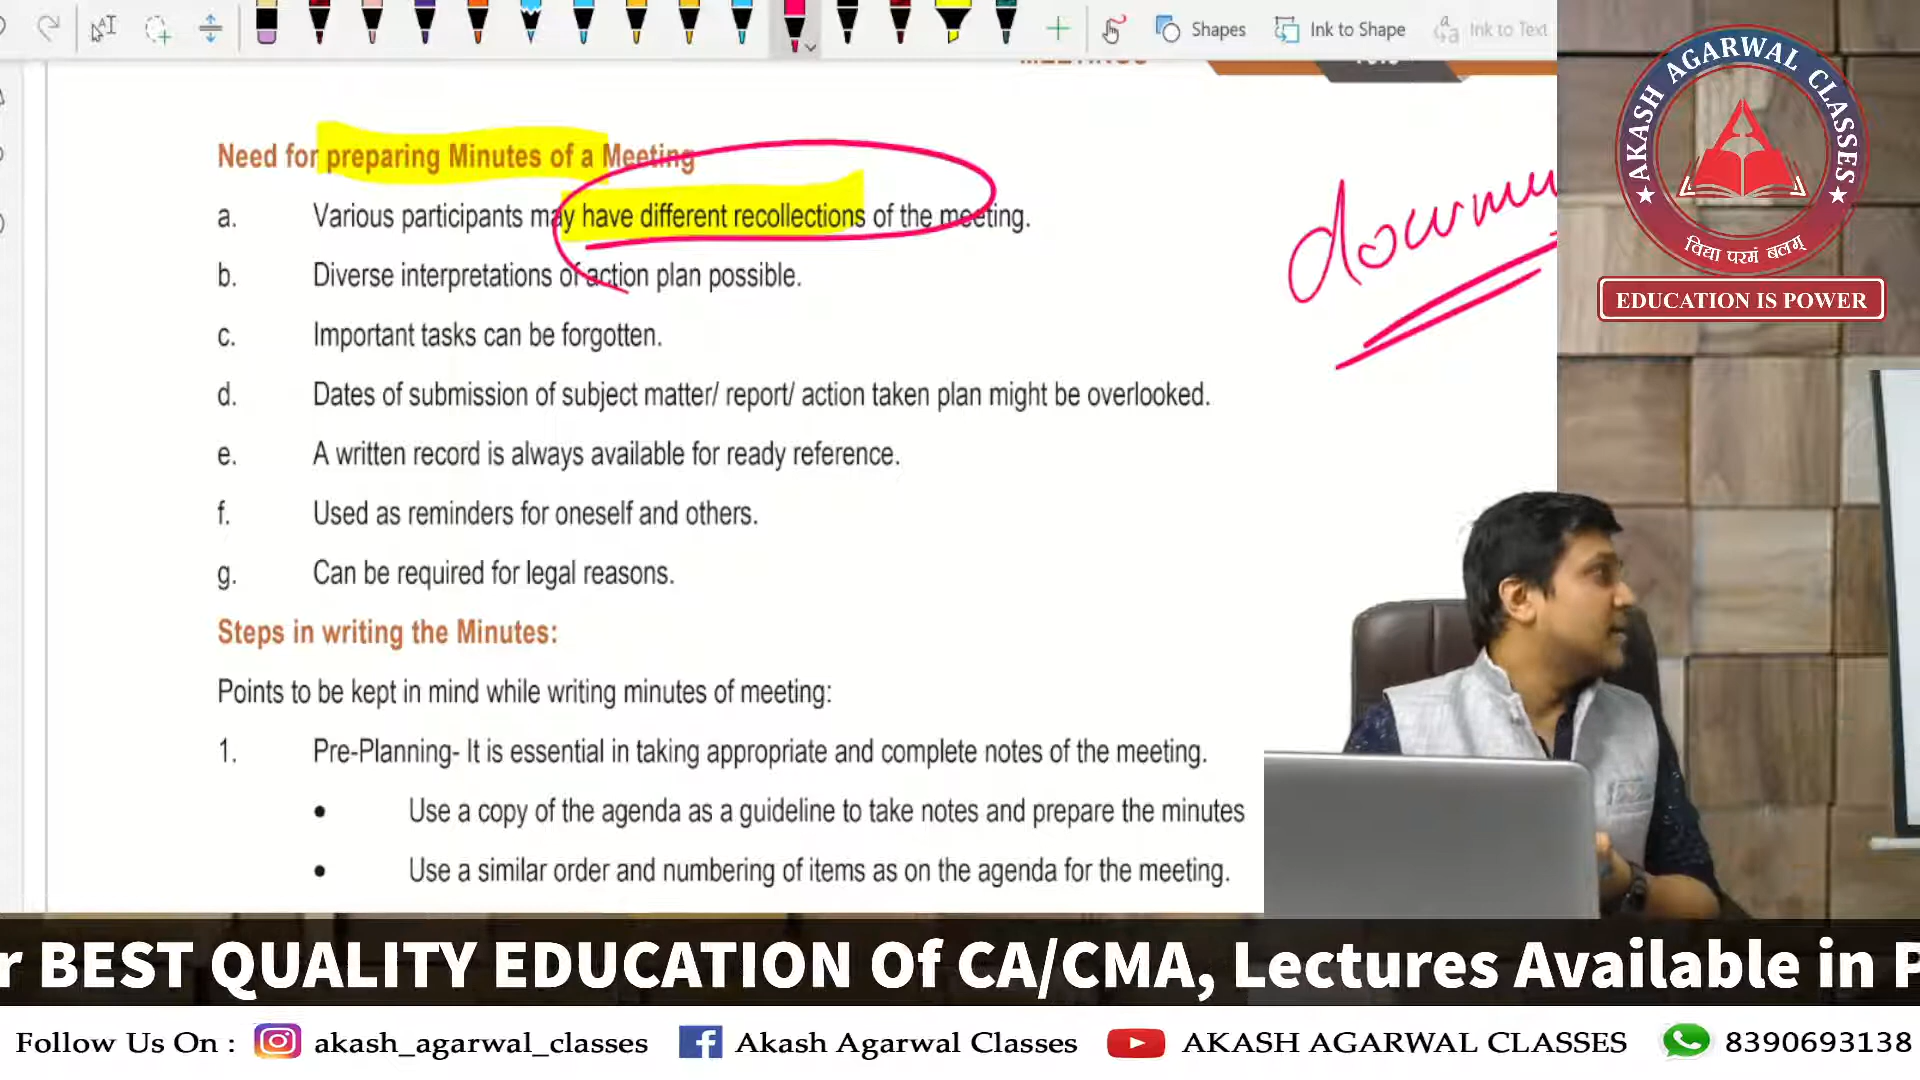 Shapes
Ink to Shape
Ink to Text
Need for preparing Minutes of a Meeting
a. Various participants may have different recollections of the meeting.
b. Diverse interpretations of action plan possible.
c. Important tasks can be forgotten.
d. Dates of submission of subject matter/ report/ action taken plan might be overlooked.
e. A written record is always available for ready reference.
f. Used as reminders for oneself and others.
g. Can be required for legal reasons.
Steps in writing the Minutes:
Points to be kept in mind while writing minutes of meeting:
1. Pre-Planning- It is essential in taking appropriate and complete notes of the meeting.
• Use a copy of the agenda as a guideline to take notes and prepare the minutes
• Use a similar order and numbering of items as on the agenda for the meeting.
AKASH AGARWAL CLASSES
विद्या परमं बलम्
EDUCATION IS POWER
r BEST QUALITY EDUCATION Of CA/CMA, Lectures Available in P
Follow Us On : akash_agarwal_classes Akash Agarwal Classes AKASH AGARWAL CLASSES 8390693138